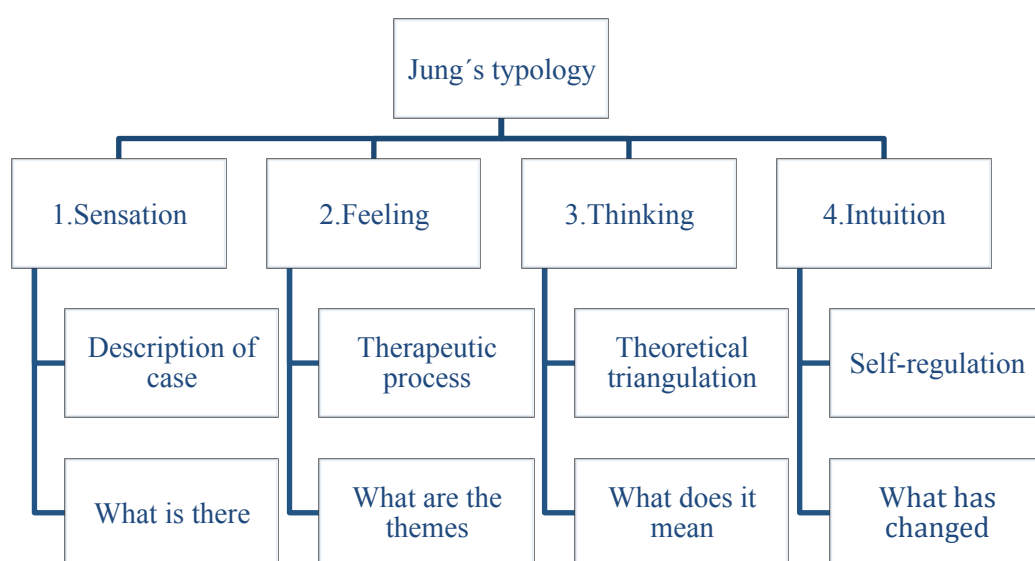 Jung´s typology
1.Sensation
2.Feeling
3.Thinking
4.Intuition
Description of
case
Therapeutic
process
Theoretical
triangulation
Self-regulation
What is there
What are the
themes
What does it
mean
What has
changed